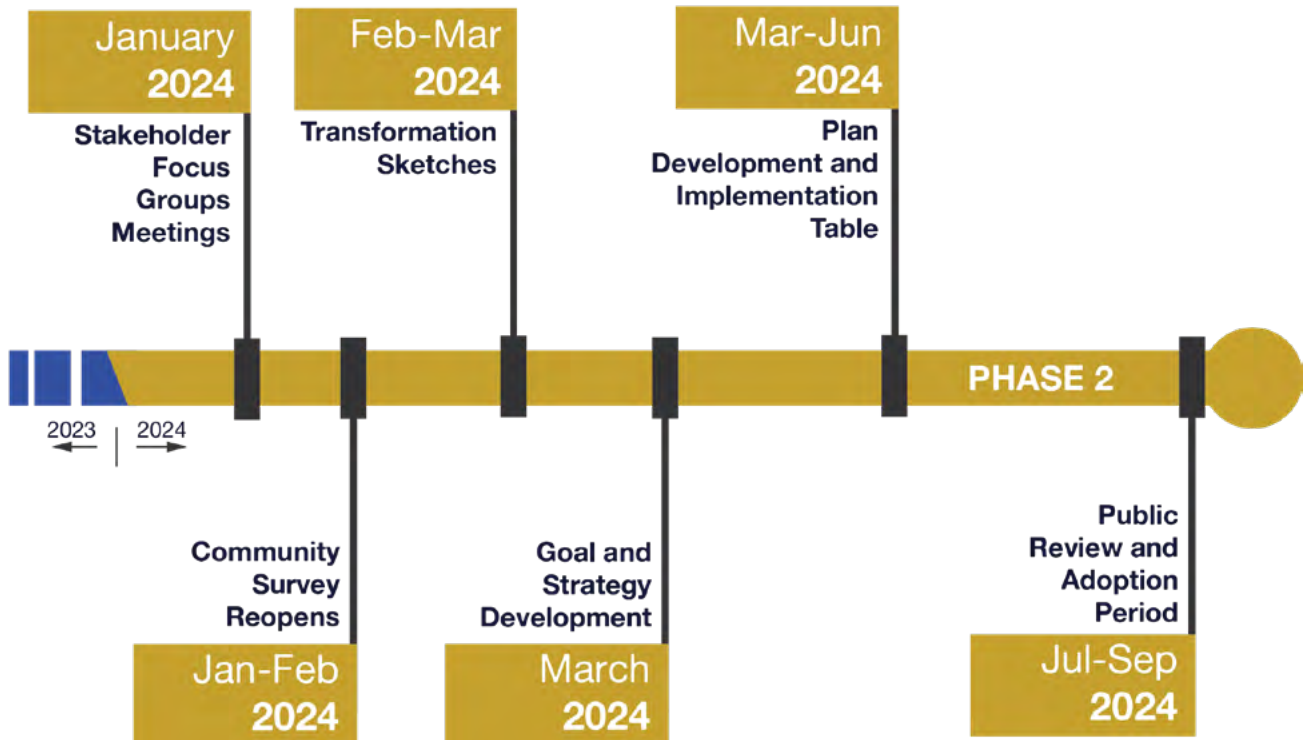 January
2024
Stakeholder
Focus
Groups
Meetings
Feb-Mar
2024
Transformation
Sketches
Mar-Jun
2024
Plan
Development and
Implementation
Table
PHASE 2
2023
2024
Community
Survey
Reopens
Jan-Feb
2024
Goal and
Strategy
Development
March
2024
Public
Review and
Adoption
Period
Jul-Sep
2024